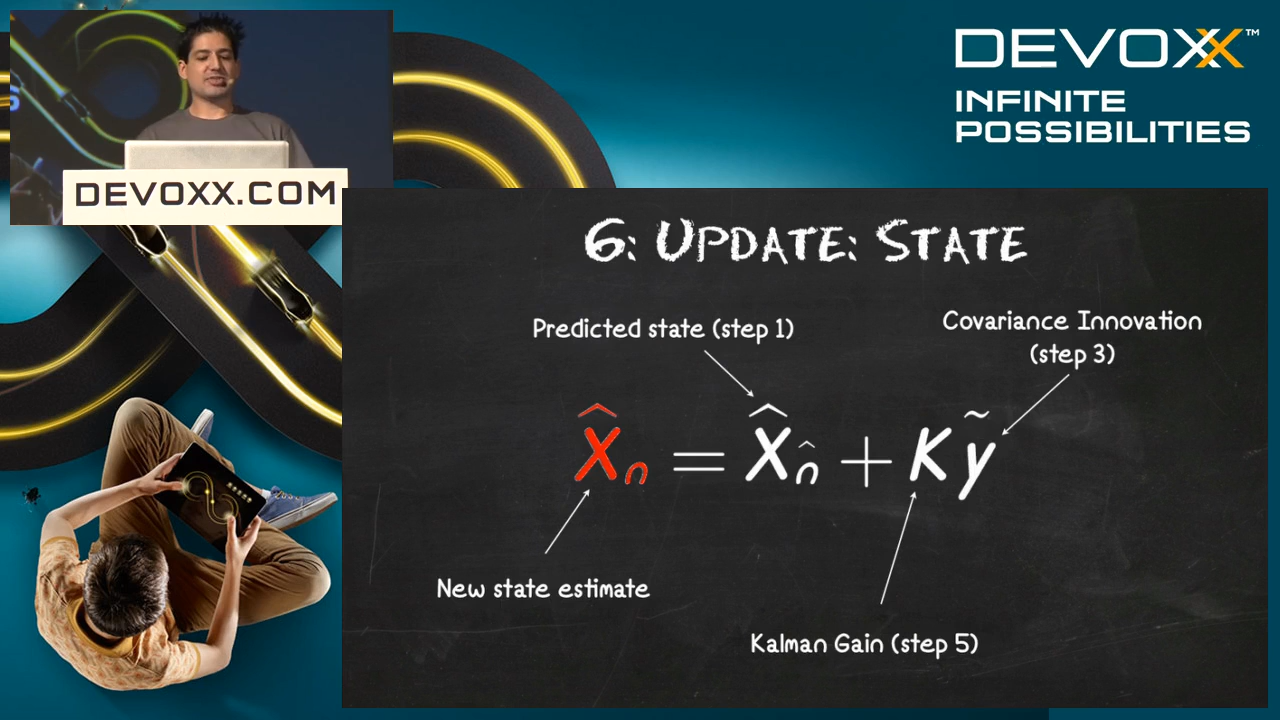 DEVOXX™
INFINITE
POSSIBILITIES
DEVOXX.COM
6: UPDATE: STATE
Predicted state (step 1)
Covariance Innovation
(step 3)
X̂ₙ = X̂n̂ + Kỹ
New state estimate
Kalman Gain (step 5)